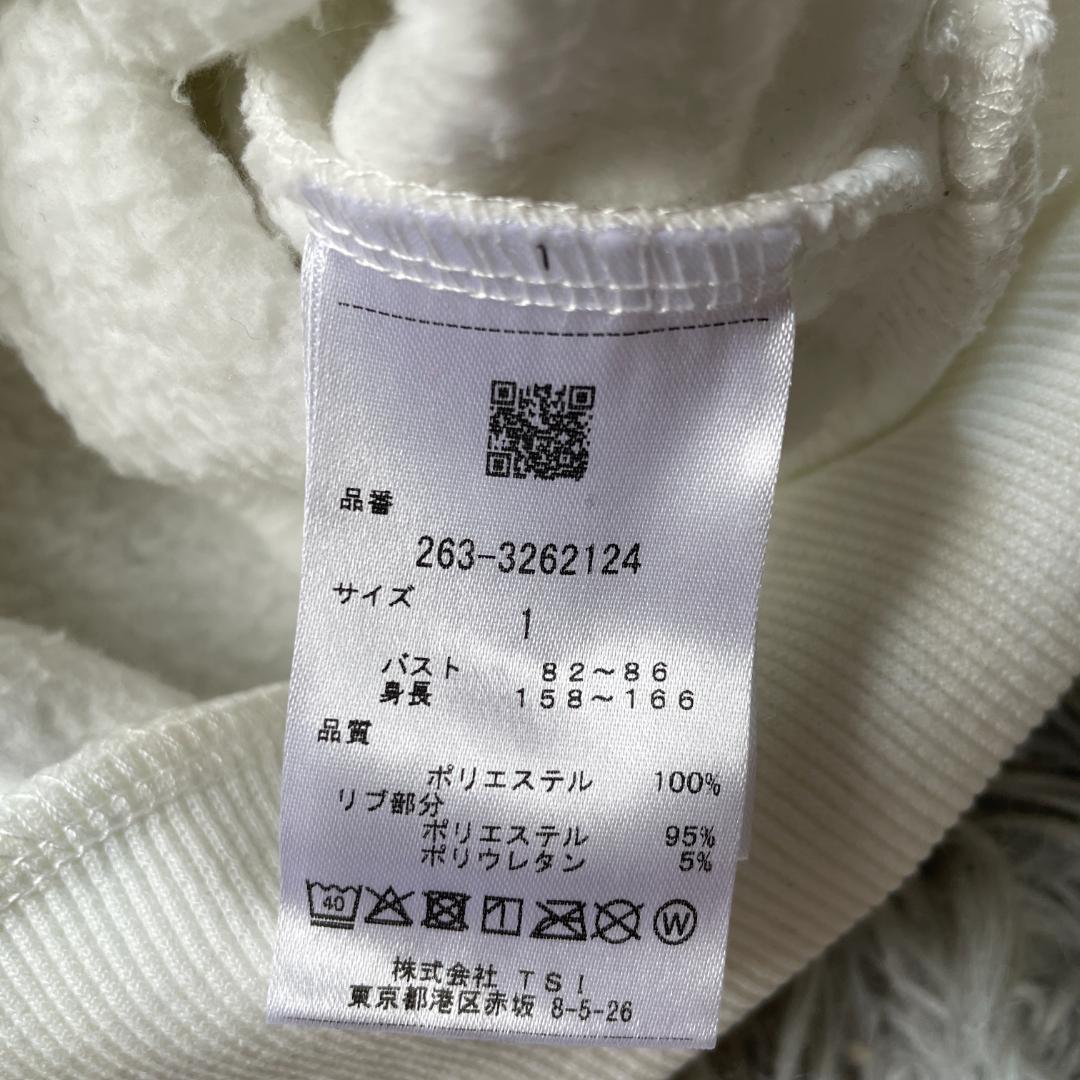 1
品番
263-3262124
サイズ
1
バスト 82～86
身長 158～166
品質
ポリエステル 100%
リブ部分
ポリエステル 95%
ポリウレタン 5%
40 W
株式会社 TSI
東京都港区赤坂 8-5-26